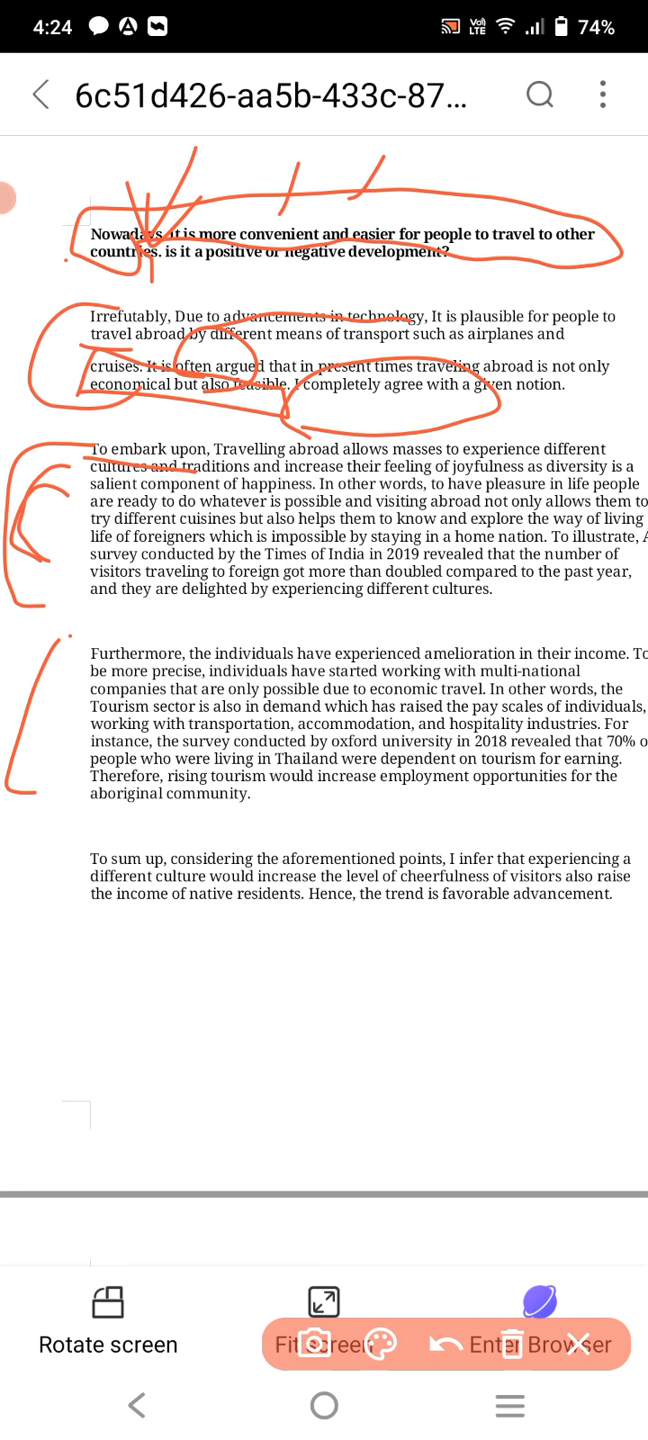 4:24
Vo) LTE
74%
6c51d426-aa5b-433c-87...
Nowadays, it is more convenient and easier for people to travel to other
countries. is it a positive or negative development?
Irrefutably, Due to advancements in technology, It is plausible for people to
travel abroad by different means of transport such as airplanes and
cruises. It is often argued that in present times traveling abroad is not only
economical but also feasible. I completely agree with a given notion.
To embark upon, Travelling abroad allows masses to experience different
cultures and traditions and increase their feeling of joyfulness as diversity is a
salient component of happiness. In other words, to have pleasure in life people
are ready to do whatever is possible and visiting abroad not only allows them to
try different cuisines but also helps them to know and explore the way of living
life of foreigners which is impossible by staying in a home nation. To illustrate, A
survey conducted by the Times of India in 2019 revealed that the number of
visitors traveling to foreign got more than doubled compared to the past year,
and they are delighted by experiencing different cultures.
Furthermore, the individuals have experienced amelioration in their income. To
be more precise, individuals have started working with multi-national
companies that are only possible due to economic travel. In other words, the
Tourism sector is also in demand which has raised the pay scales of individuals,
working with transportation, accommodation, and hospitality industries. For
instance, the survey conducted by oxford university in 2018 revealed that 70% o
people who were living in Thailand were dependent on tourism for earning.
Therefore, rising tourism would increase employment opportunities for the
aboriginal community.
To sum up, considering the aforementioned points, I infer that experiencing a
different culture would increase the level of cheerfulness of visitors also raise
the income of native residents. Hence, the trend is favorable advancement.
Rotate screen
Fit screen
Enter Browser